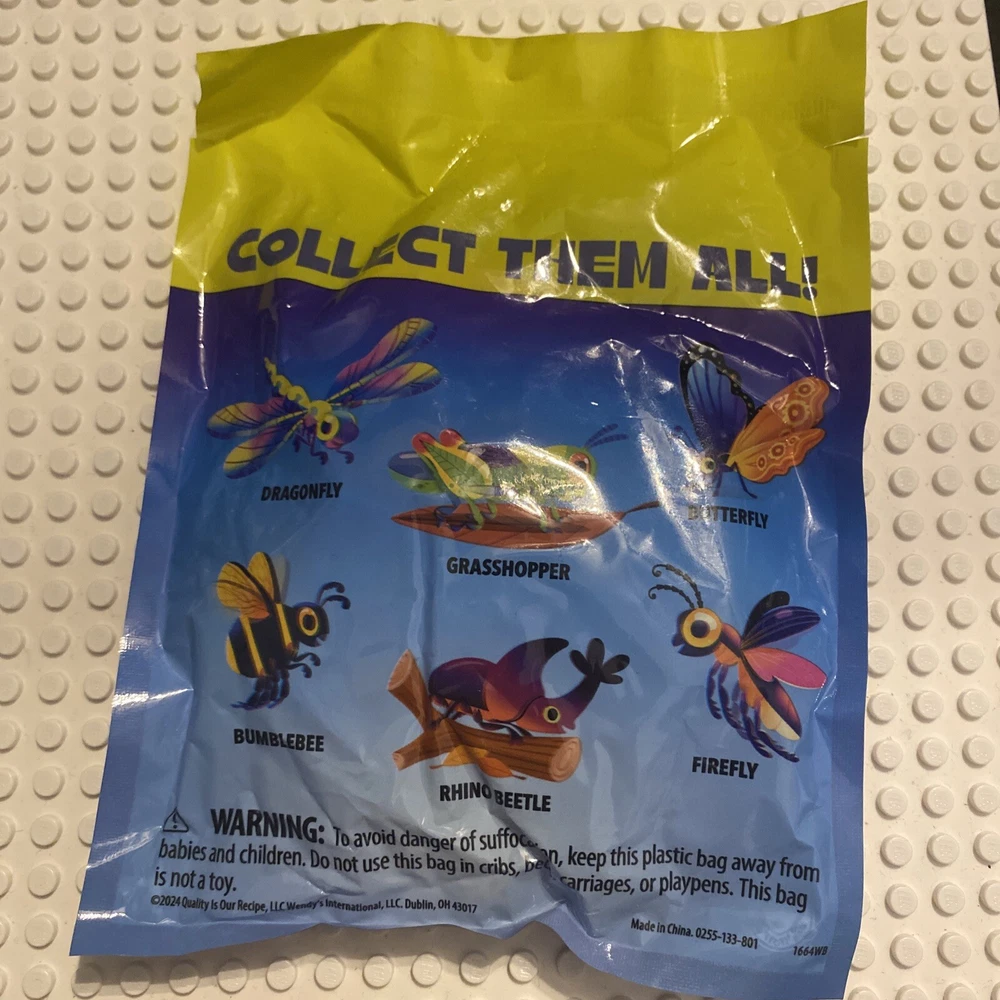 COLLECT THEM ALL!
DRAGONFLY
GRASSHOPPER
BUTTERFLY
BUMBLEBEE
RHINO BEETLE
FIREFLY
WARNING: To avoid danger of suffocation, keep this plastic bag away from
babies and children. Do not use this bag in cribs, beds, carriages, or playpens. This bag
is not a toy.
©2024 Quality Is Our Recipe, LLC Wendy's International, LLC. Dublin, OH 43017
Made in China. 0255-133-801
1664WB